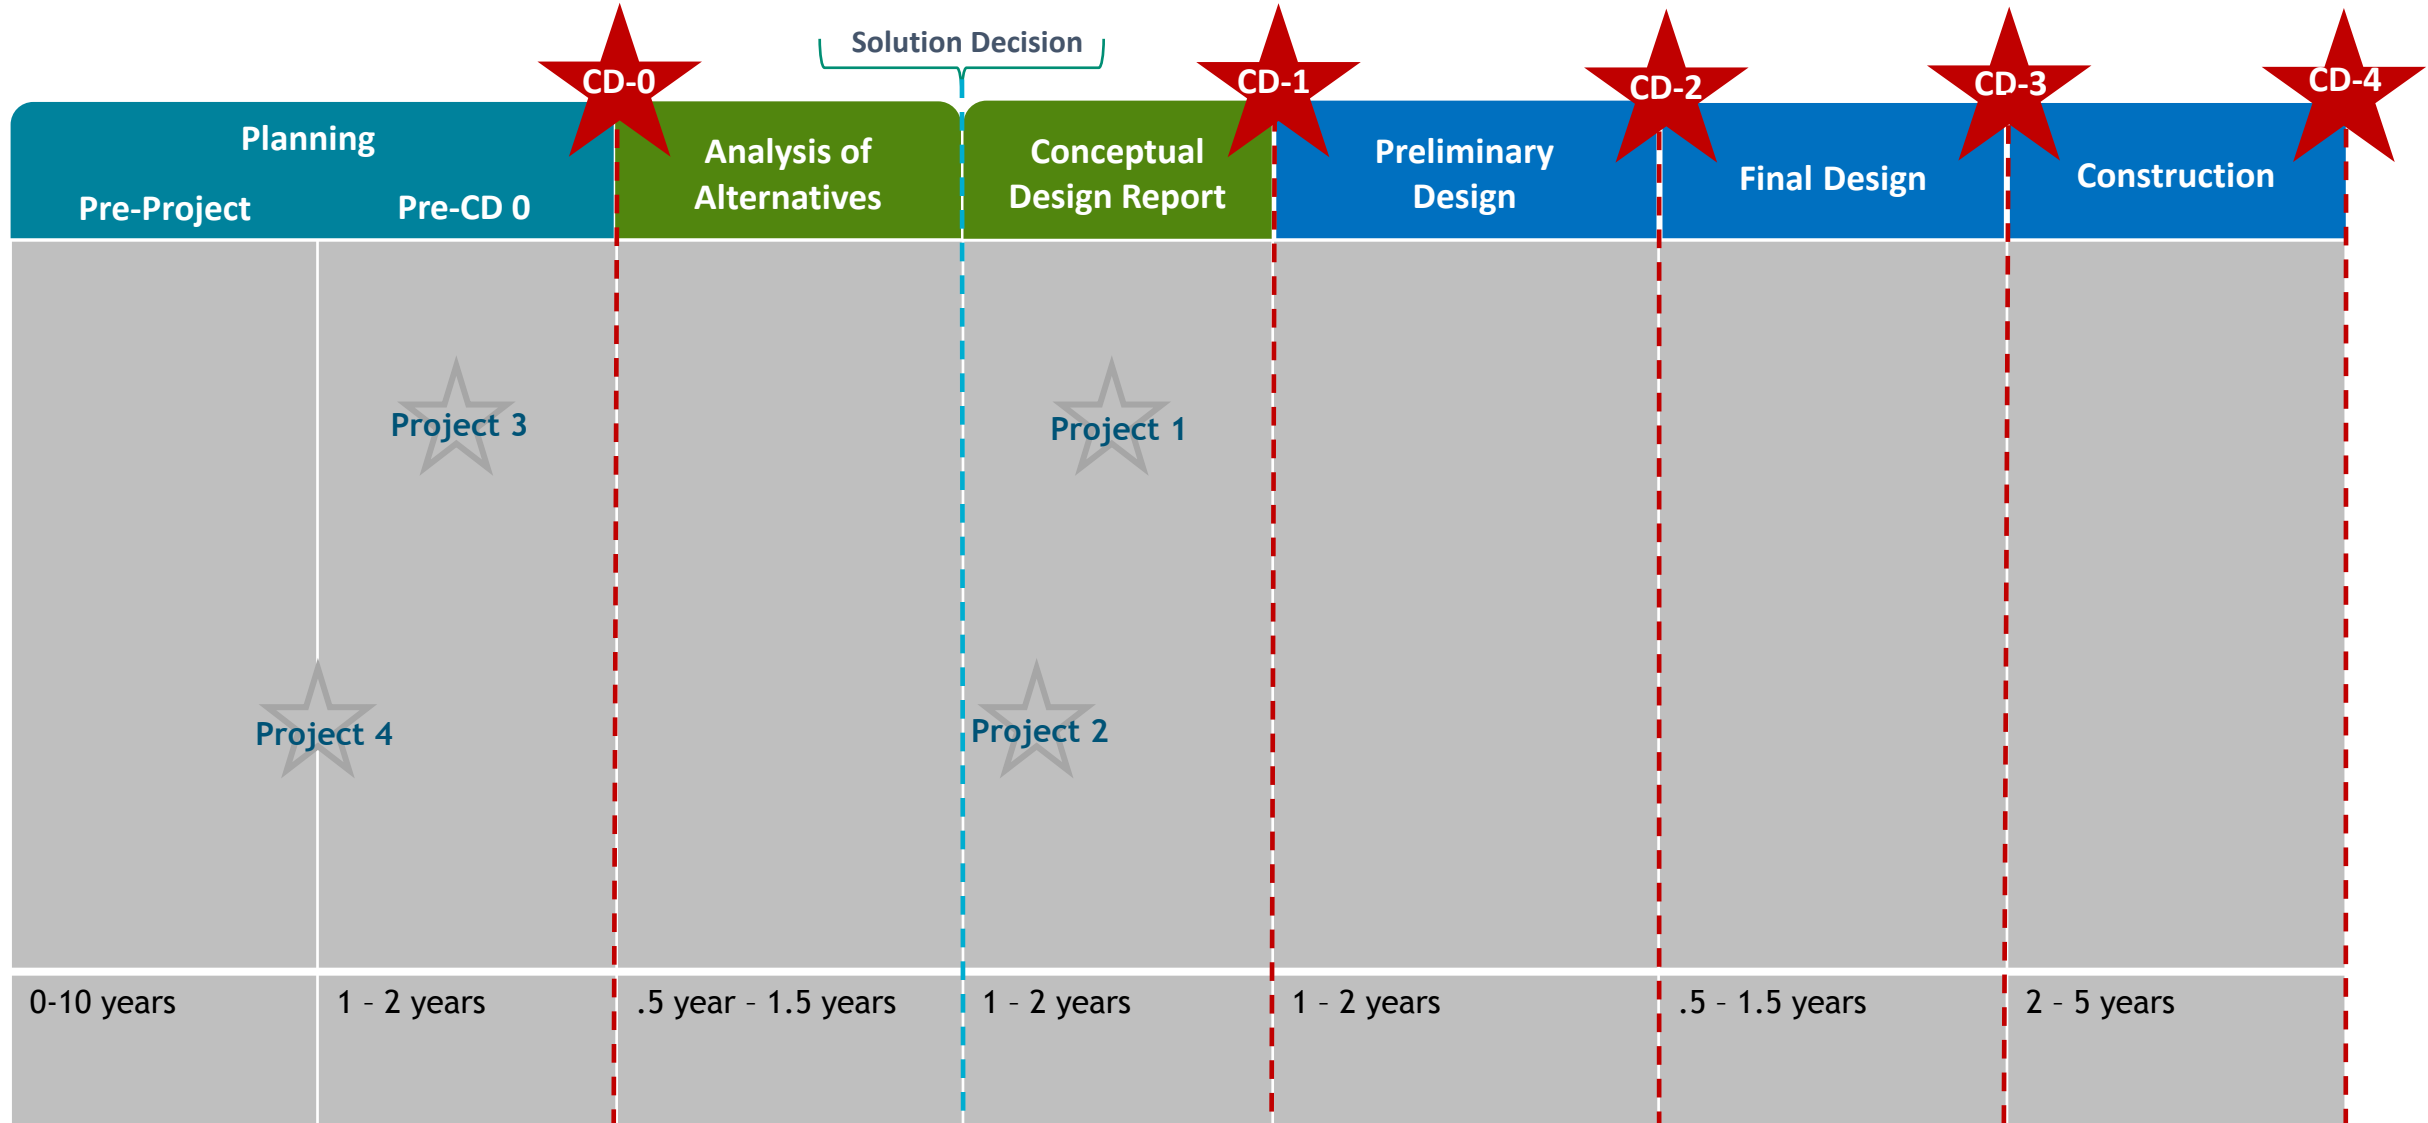 Solution Decision
CD-0
CD-1
CD-2
CD-3
CD-4
Planning
Pre-Project
Pre-CD 0
Analysis of
Alternatives
Conceptual
Design Report
Preliminary
Design
Final Design
Construction
Project 3
Project 1
Project 4
Project 2
0-10 years
1 – 2 years
.5 year – 1.5 years
1 – 2 years
1 – 2 years
.5 – 1.5 years
2 – 5 years